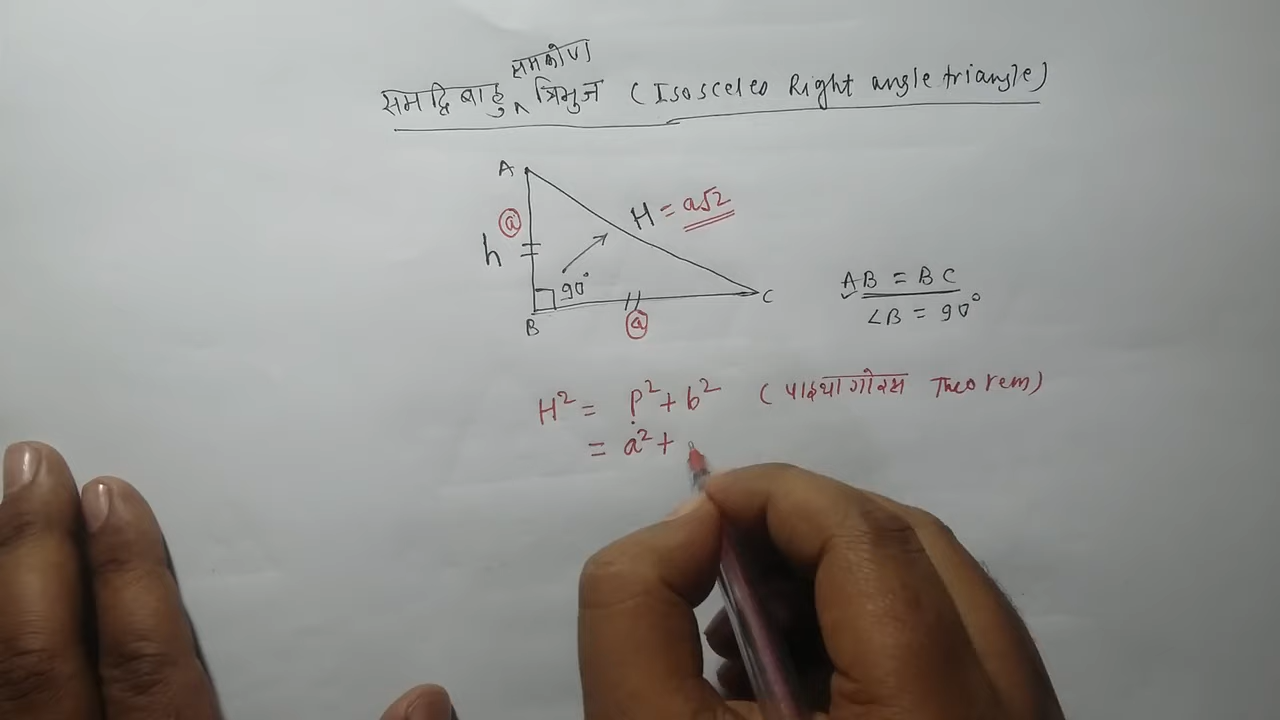 समकोण
समद्विबाहु ^ त्रिभुज (Isosceles Right angle triangle)
A
a
h
H = a√2
90°
B
a
C
AB = BC
∠B = 90°
H² = p² + b² (पाइथागोरस Theorem)
= a² +